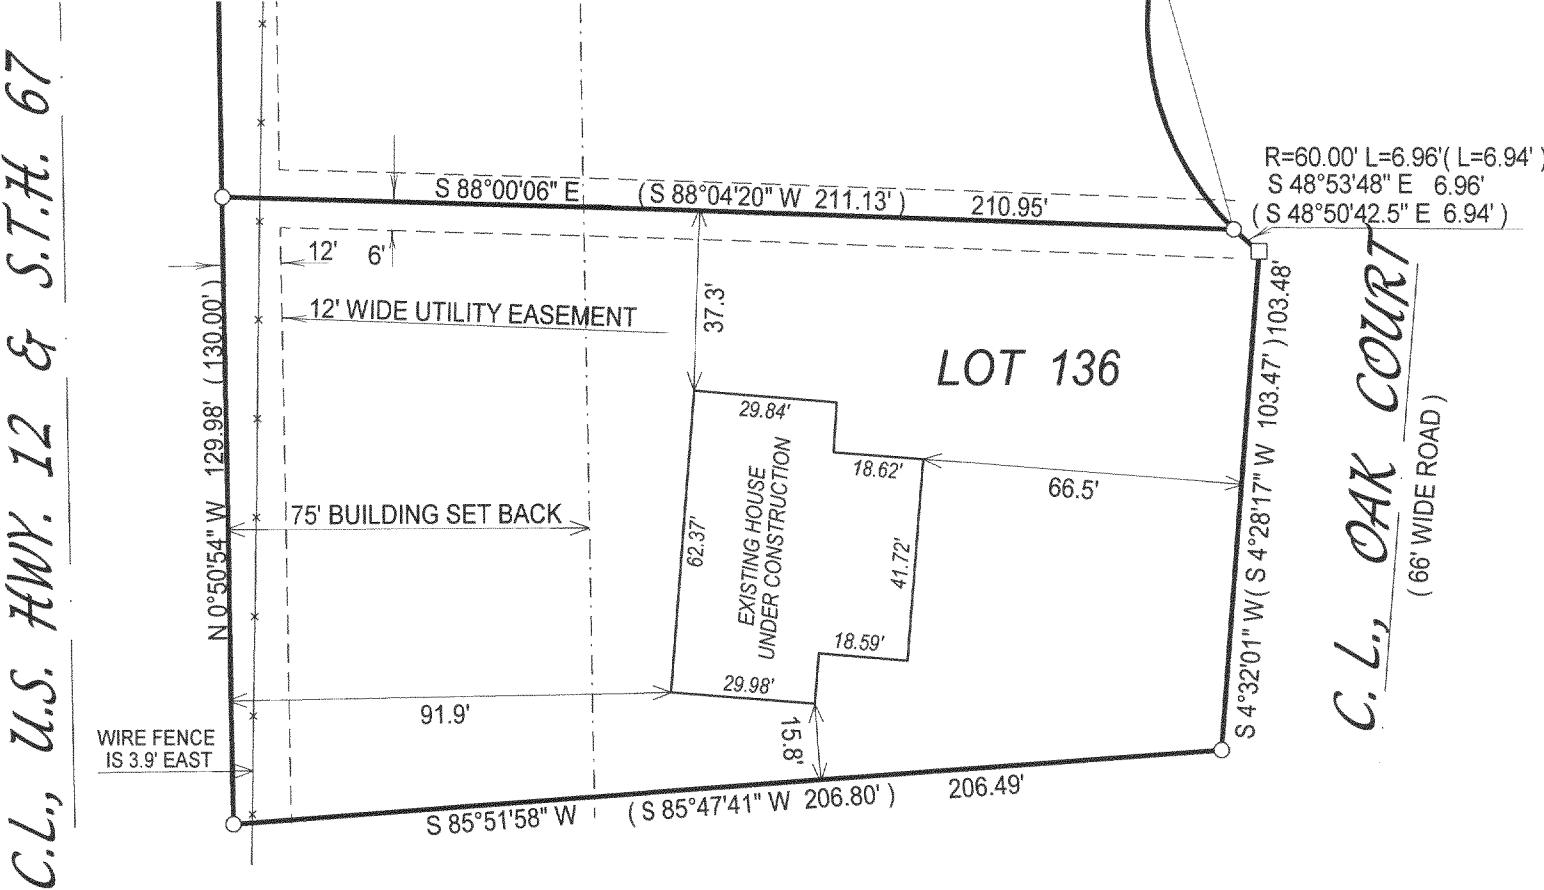 C.L., U.S. HWY. 12 & S.T.H. 67
R=60.00' L=6.96'( L=6.94' )
S 48°53'48" E 6.96'
( S 48°50'42.5" E 6.94' )
S 88°00'06" E ( S 88°04'20" W 211.13' ) 210.95'
12' 6'
12' WIDE UTILITY EASEMENT
37.3'
LOT 136
N 0°50'54" W 129.98' ( 130.00' )
S 4°32'01" W ( S 4°28'17" W 103.47' ) 103.48'
C. L., OAK COURT
( 66' WIDE ROAD )
29.84'
18.62'
66.5'
75' BUILDING SET BACK
62.37'
EXISTING HOUSE
UNDER CONSTRUCTION
41.72'
18.59'
29.98'
91.9'
15.8'
WIRE FENCE
IS 3.9' EAST
S 85°51'58" W ( S 85°47'41" W 206.80' ) 206.49'